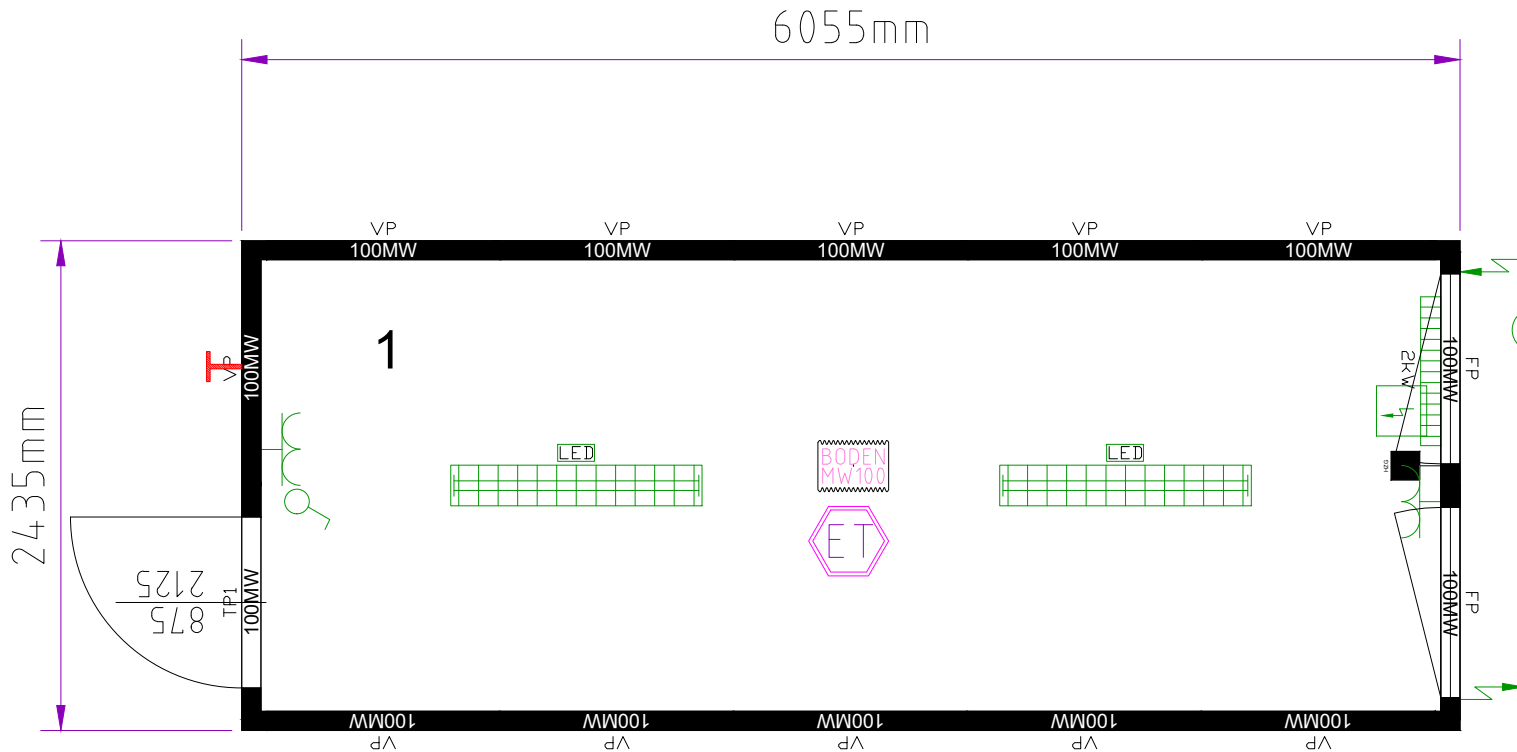 6055mm
VP VP VP VP VP
100MW 100MW 100MW 100MW 100MW
1
VP
100MW
2kW
100MW
FP
2435mm
LED
BODEN
MW100
LED
HZG
ET
2125
875
TP1
100MW
100MW
FP
100MW 100MW 100MW 100MW 100MW
VP VP VP VP VP